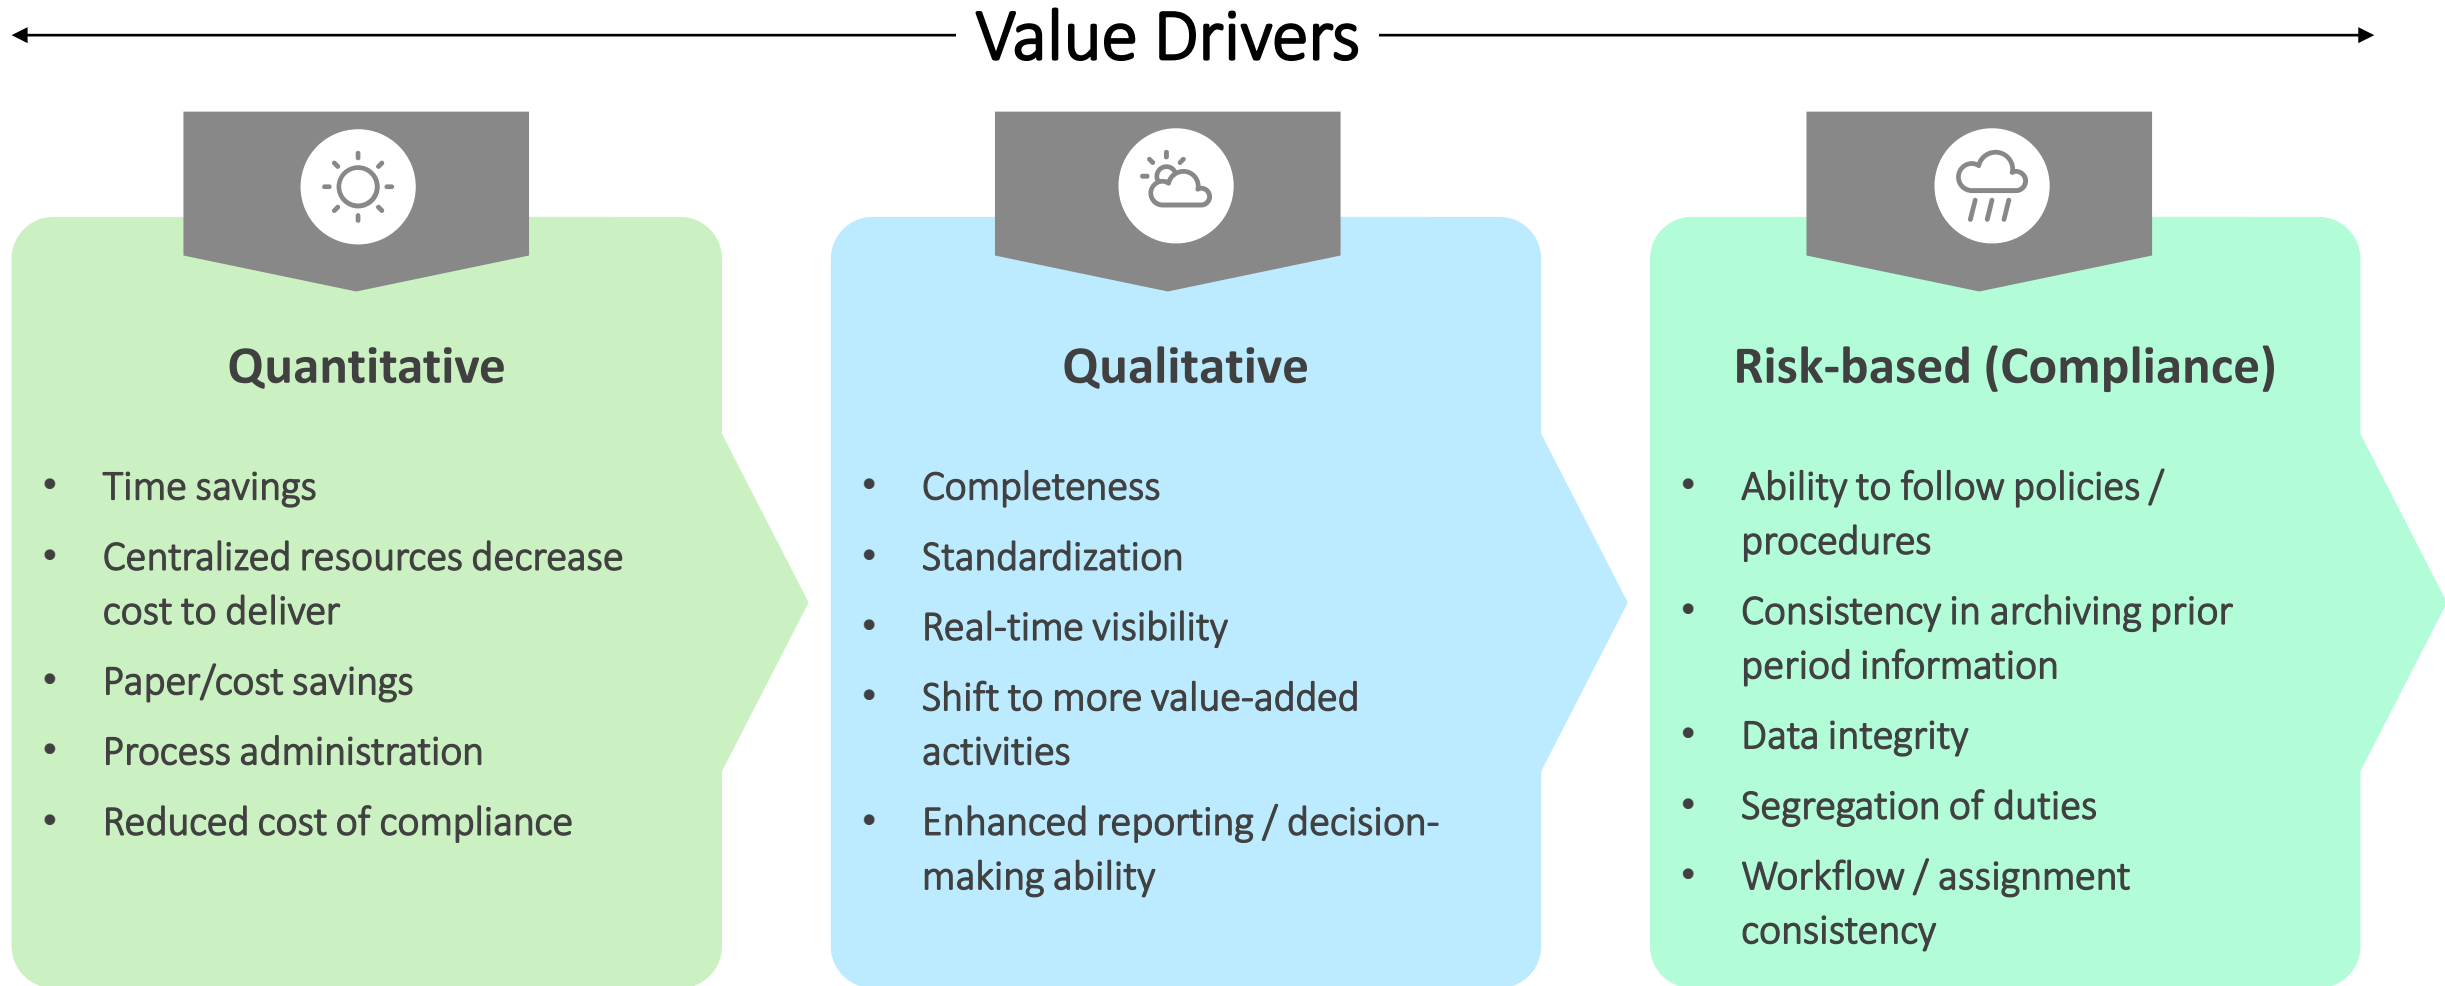 Value Drivers
Quantitative
• Time savings
• Centralized resources decrease
cost to deliver
• Paper/cost savings
• Process administration
• Reduced cost of compliance
Qualitative
• Completeness
• Standardization
• Real-time visibility
• Shift to more value-added
activities
• Enhanced reporting / decision-
making ability
Risk-based (Compliance)
• Ability to follow policies /
procedures
• Consistency in archiving prior
period information
• Data integrity
• Segregation of duties
• Workflow / assignment
consistency